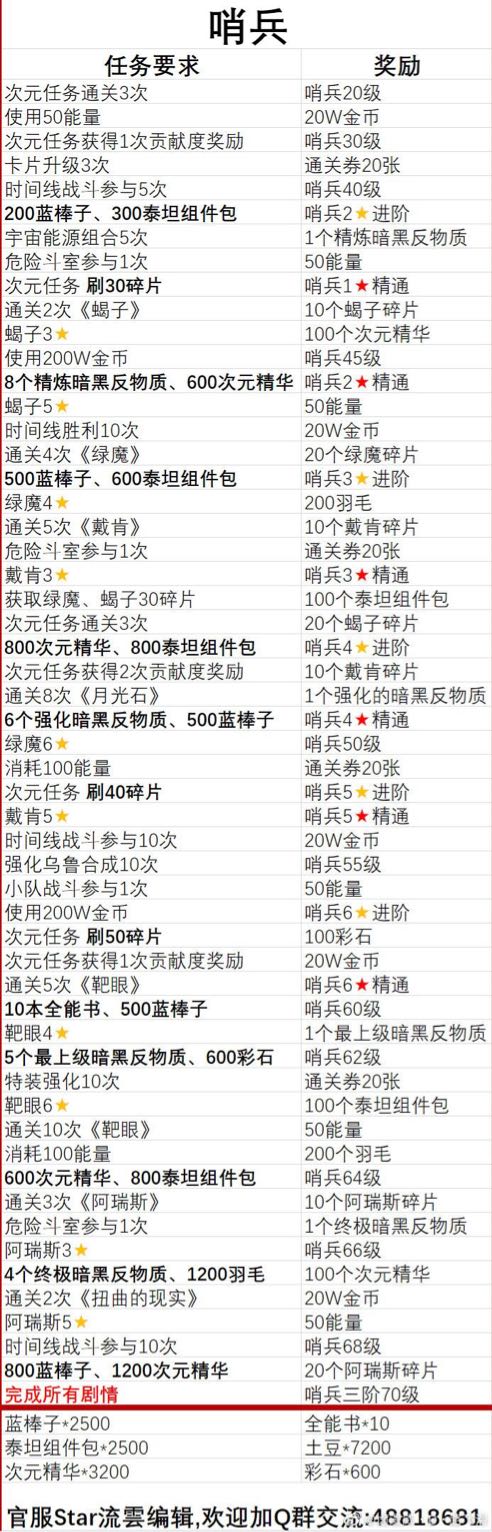 哨兵
任务要求 奖励
次元任务通关3次 哨兵20级
使用50能量 20W金币
次元任务获得1次贡献度奖励 哨兵30级
卡片升级3次 通关券20张
时间线战斗参与5次 哨兵40级
200蓝棒子、300泰坦组件包 哨兵2★进阶
宇宙能源组合5次 1个精炼暗黑反物质
危险斗室参与1次 50能量
次元任务 刷30碎片 哨兵1★精通
通关2次《蝎子》 10个蝎子碎片
蝎子3★ 100个次元精华
使用200W金币 哨兵45级
8个精炼暗黑反物质、600次元精华 哨兵2★精通
蝎子5★ 50能量
时间线胜利10次 20W金币
通关4次《绿魔》 20个绿魔碎片
500蓝棒子、600泰坦组件包 哨兵3★进阶
绿魔4★ 200羽毛
通关5次《戴肯》 10个戴肯碎片
危险斗室参与1次 通关券20张
戴肯3★ 哨兵3★精通
获取绿魔、蝎子30碎片 100个泰坦组件包
次元任务通关3次 20个蝎子碎片
800次元精华、800泰坦组件包 哨兵4★进阶
次元任务获得2次贡献度奖励 10个戴肯碎片
通关8次《月光石》 1个强化的暗黑反物质
6个强化暗黑反物质、500蓝棒子 哨兵4★精通
绿魔6★ 哨兵50级
消耗100能量 通关券20张
次元任务 刷40碎片 哨兵5★进阶
戴肯5★ 哨兵5★精通
时间线战斗参与10次 20W金币
强化乌鲁合成10次 哨兵55级
小队战斗参与1次 50能量
使用200W金币 哨兵6★进阶
次元任务 刷50碎片 100彩石
次元任务获得1次贡献度奖励 20W金币
通关5次《靶眼》 哨兵6★精通
10本全能书、500蓝棒子 哨兵60级
靶眼4★ 1个最上级暗黑反物质
5个最上级暗黑反物质、600彩石 哨兵62级
特装强化10次 通关券20张
靶眼6★ 100个泰坦组件包
通关10次《靶眼》 50能量
消耗100能量 200个羽毛
600次元精华、800泰坦组件包 哨兵64级
通关3次《阿瑞斯》 10个阿瑞斯碎片
危险斗室参与1次 1个终极暗黑反物质
阿瑞斯3★ 哨兵66级
4个终极暗黑反物质、1200羽毛 100个次元精华
通关2次《扭曲的现实》 20W金币
阿瑞斯5★ 50能量
时间线战斗参与10次 哨兵68级
800蓝棒子、1200次元精华 20个阿瑞斯碎片
完成所有剧情 哨兵三阶70级
蓝棒子*2500 全能书*10
泰坦组件包*2500 土豆*7200
次元精华*3200 彩石*600
官服Star流雲编辑,欢迎加Q群交流:48818681